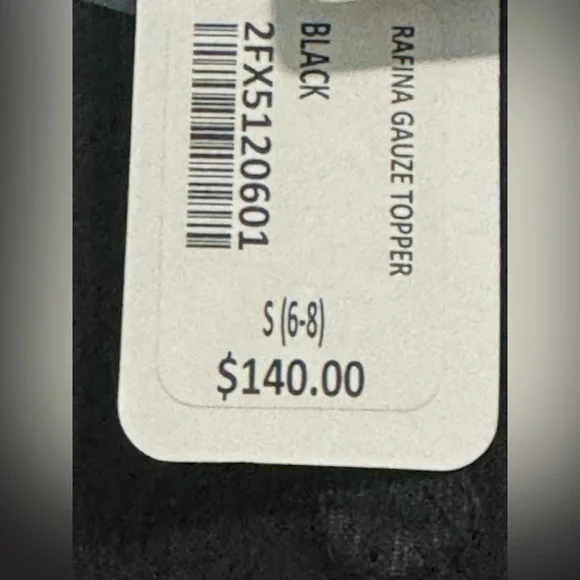 RAFINA GAUZE TOPPER
BLACK
2FX5120601
S (6-8)
$140.00